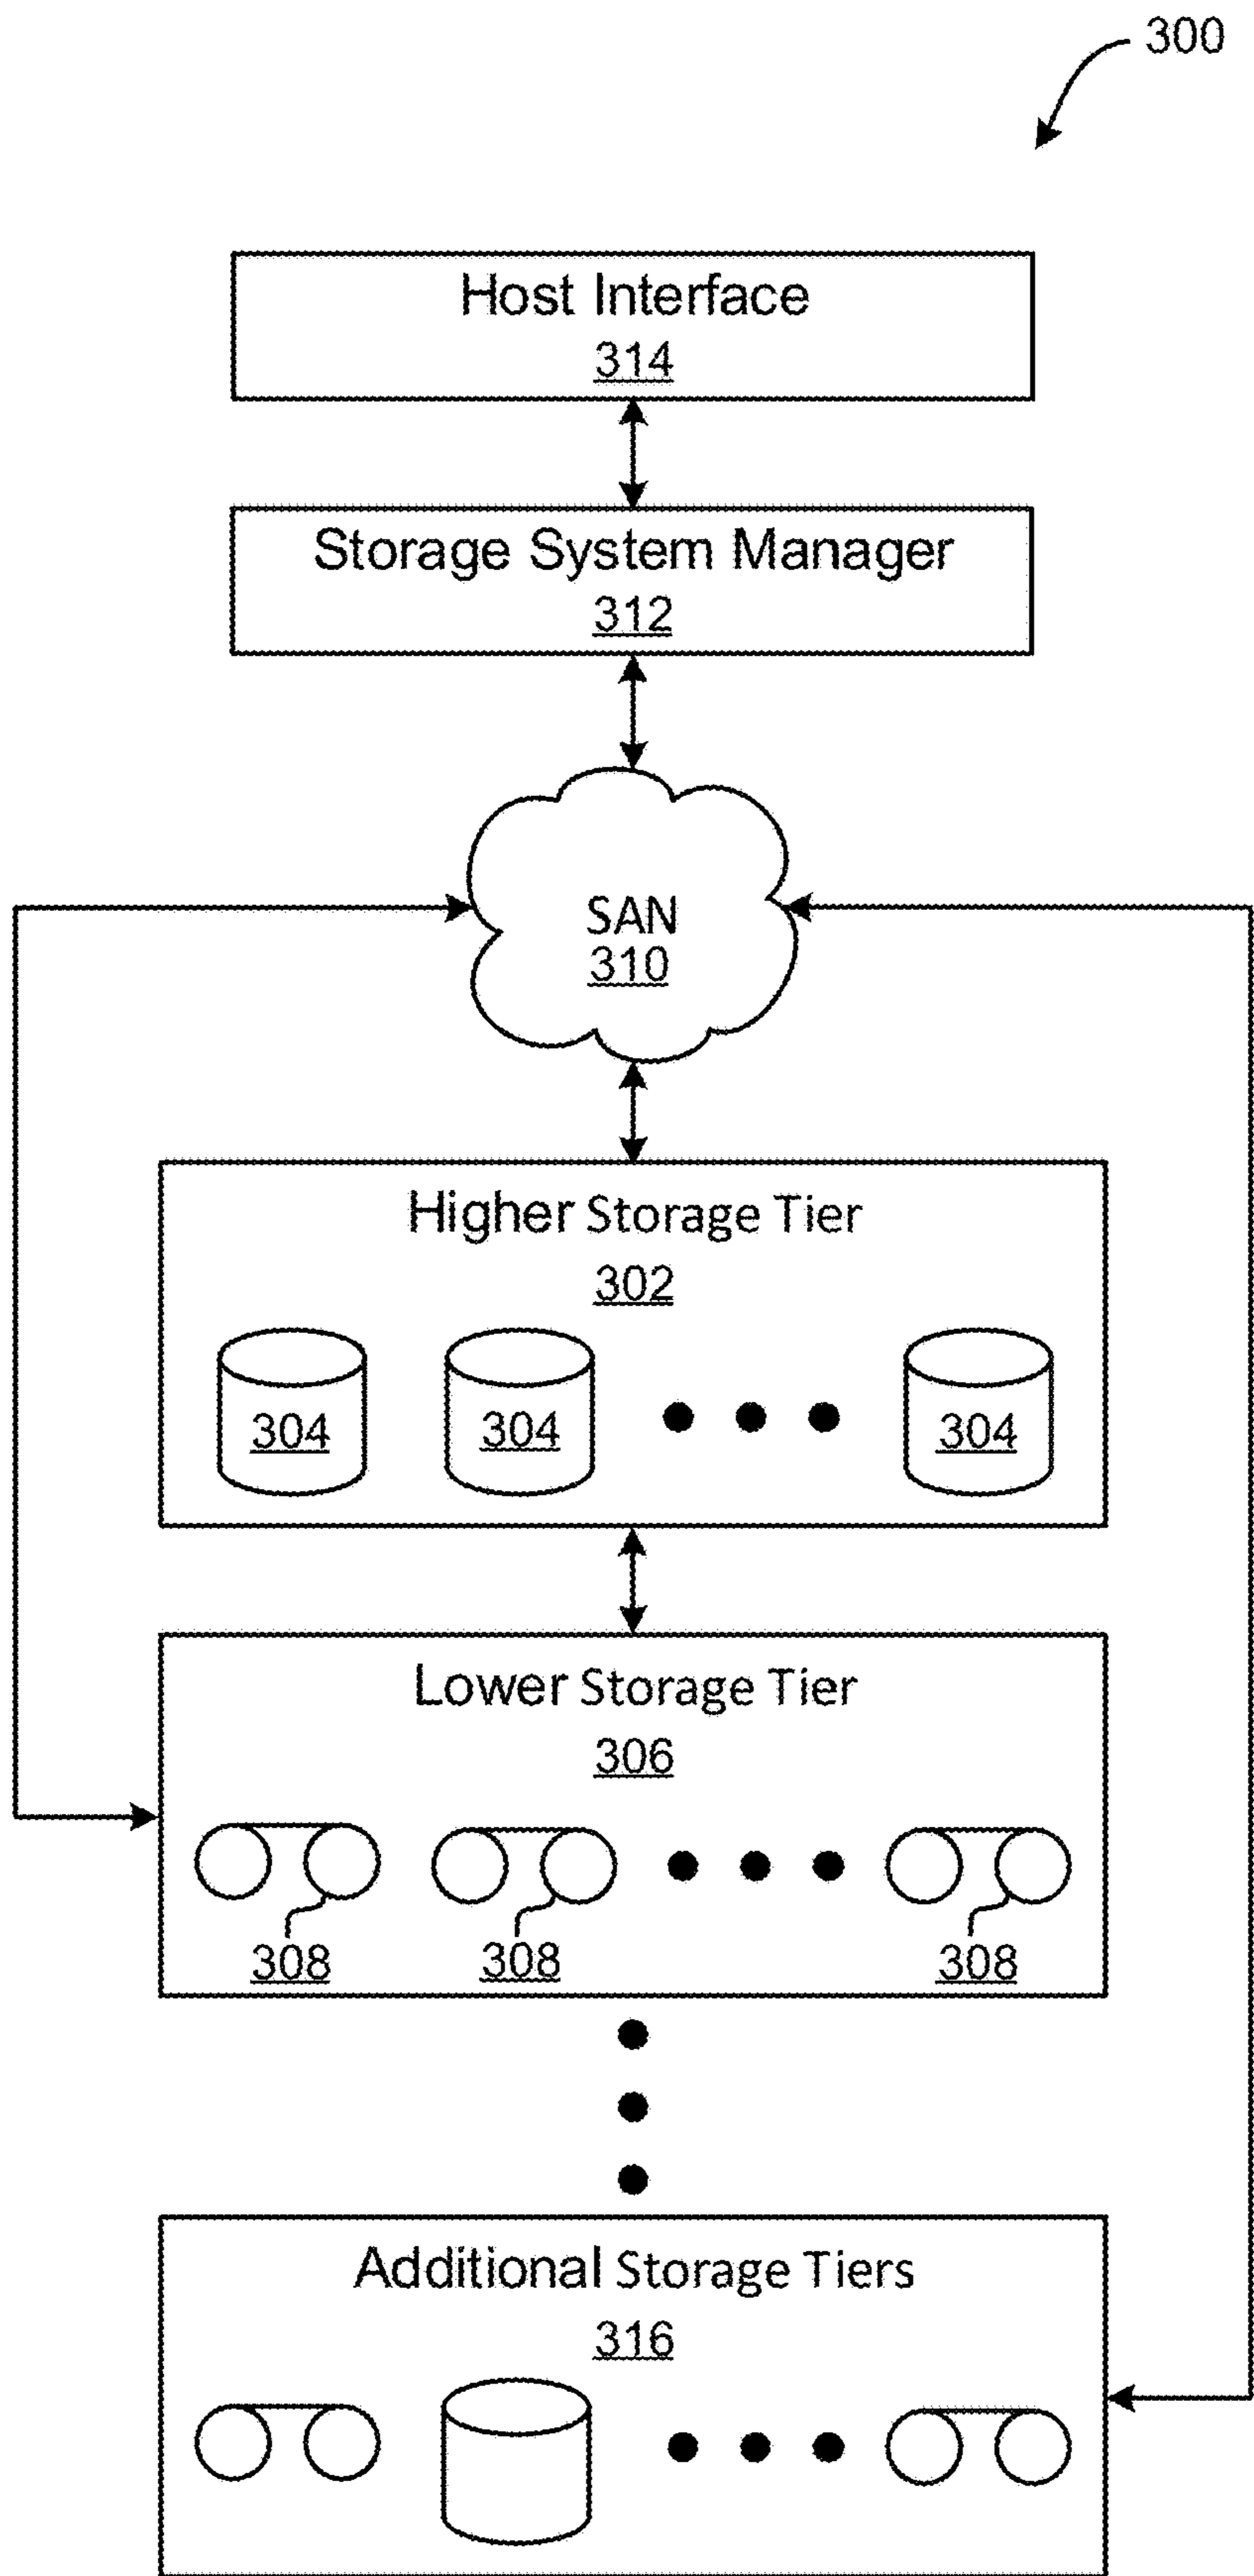 300
Host Interface
314
Storage System Manager
312
SAN
310
Higher Storage Tier
302
304 304 304
Lower Storage Tier
306
308 308 308
Additional Storage Tiers
316